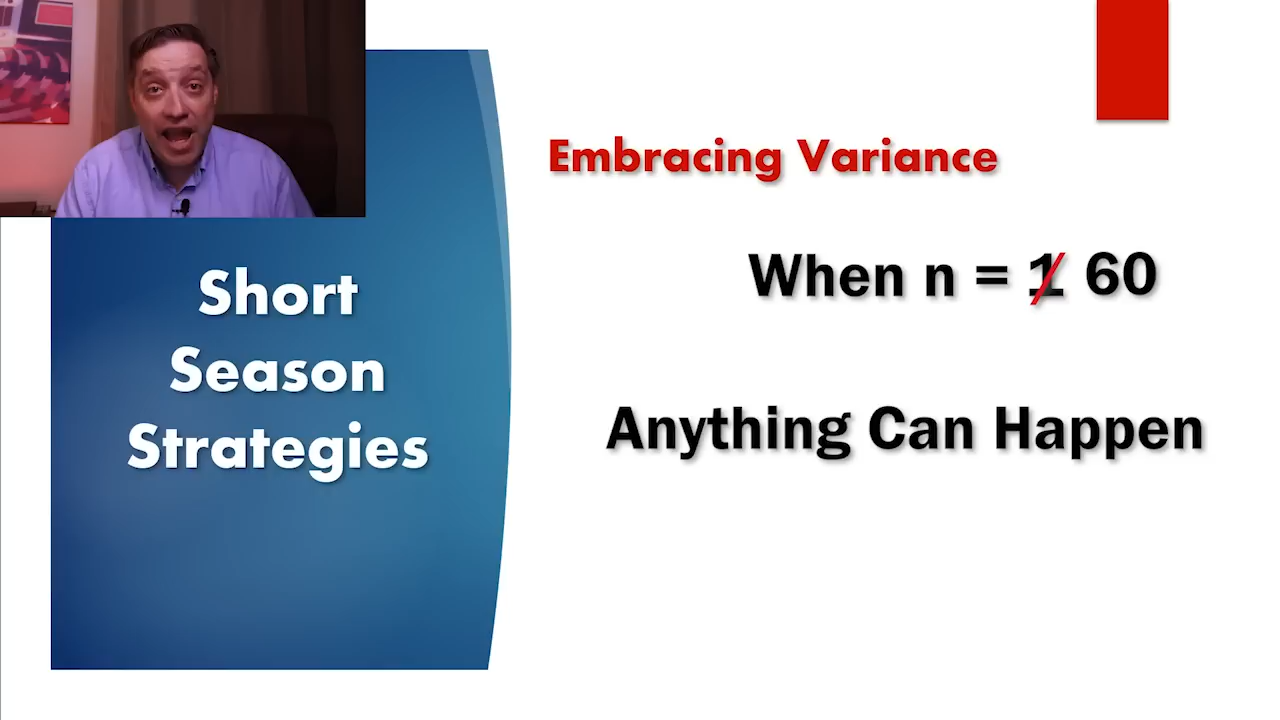 Embracing Variance
When n = 1 60
Anything Can Happen
Short
Season
Strategies